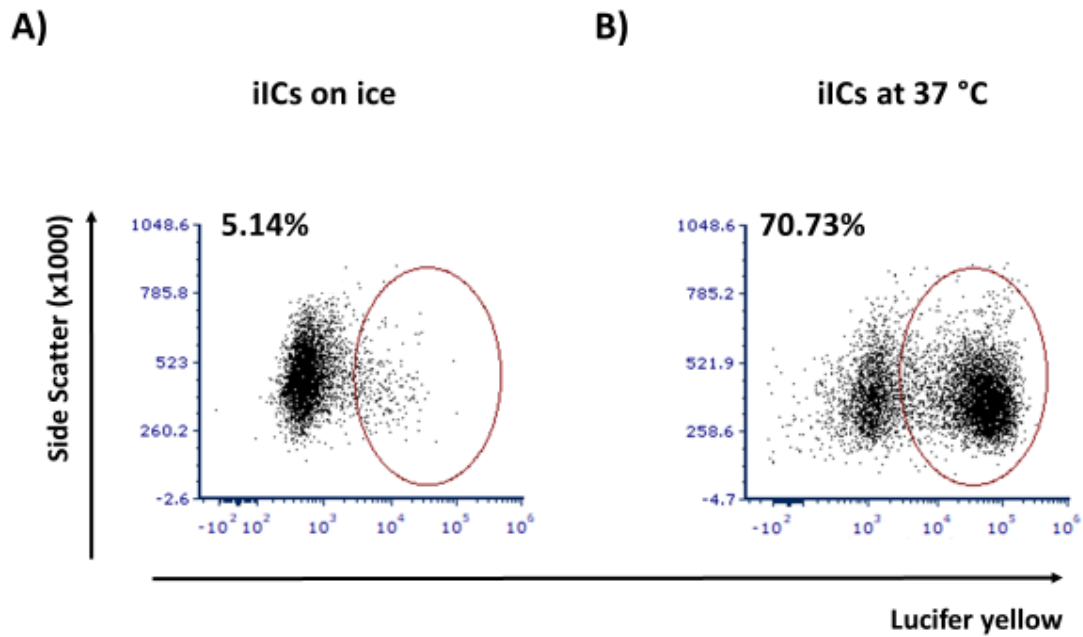 A)
B)
iICs on ice
iICs at 37 °C
Side Scatter (x1000)
5.14%
1048.6
785.8
523
260.2
-2.6
-10² 10² 10³ 10⁴ 10⁵ 10⁶
70.73%
1048.6
785.2
521.9
258.6
-4.7
-10² 10³ 10⁴ 10⁵ 10⁶
Lucifer yellow